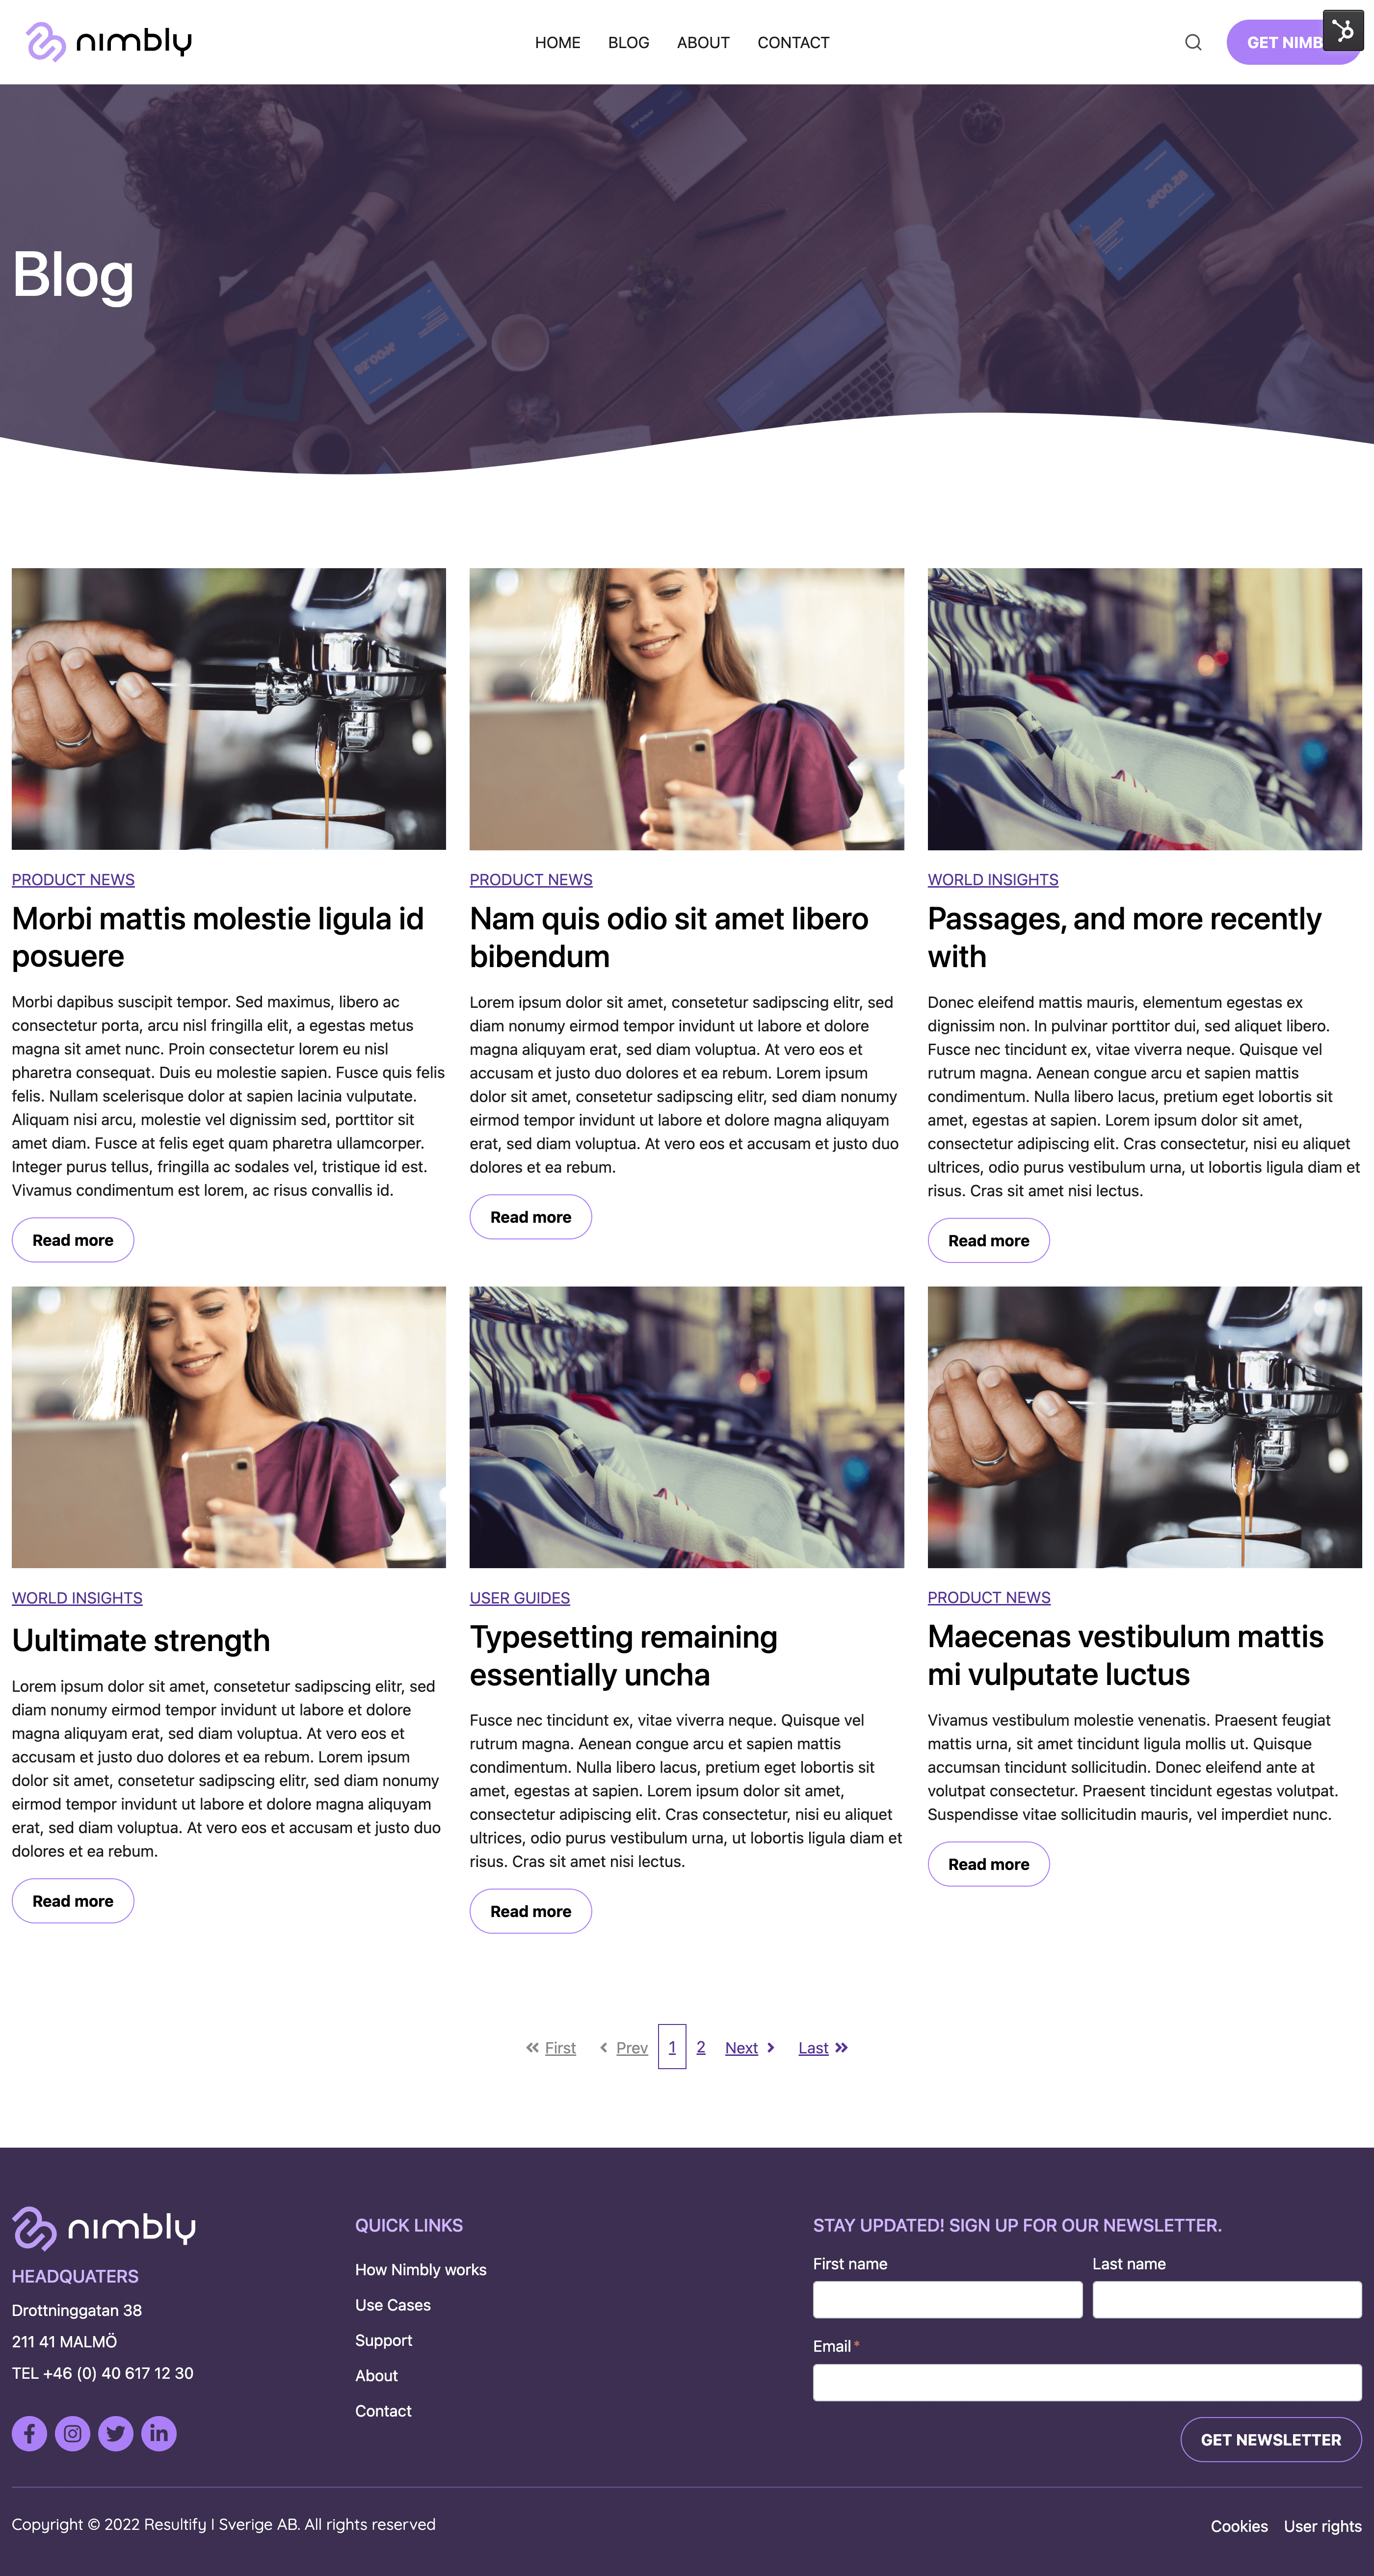 nimbly
HOME BLOG ABOUT CONTACT
GET NIMB
Blog
PRODUCT NEWS
Morbi mattis molestie ligula id
posuere
Morbi dapibus suscipit tempor. Sed maximus, libero ac
consectetur porta, arcu nisl fringilla elit, a egestas metus
magna sit amet nunc. Proin consectetur lorem eu nisl
pharetra consequat. Duis eu molestie sapien. Fusce quis felis
felis. Nullam scelerisque dolor at sapien lacinia vulputate.
Aliquam nisi arcu, molestie vel dignissim sed, porttitor sit
amet diam. Fusce at felis eget quam pharetra ullamcorper.
Integer purus tellus, fringilla ac sodales vel, tristique id est.
Vivamus condimentum est lorem, ac risus convallis id.
Read more
PRODUCT NEWS
Nam quis odio sit amet libero
bibendum
Lorem ipsum dolor sit amet, consetetur sadipscing elitr, sed
diam nonumy eirmod tempor invidunt ut labore et dolore
magna aliquyam erat, sed diam voluptua. At vero eos et
accusam et justo duo dolores et ea rebum. Lorem ipsum
dolor sit amet, consetetur sadipscing elitr, sed diam nonumy
eirmod tempor invidunt ut labore et dolore magna aliquyam
erat, sed diam voluptua. At vero eos et accusam et justo duo
dolores et ea rebum.
Read more
WORLD INSIGHTS
Passages, and more recently
with
Donec eleifend mattis mauris, elementum egestas ex
dignissim non. In pulvinar porttitor dui, sed aliquet libero.
Fusce nec tincidunt ex, vitae viverra neque. Quisque vel
rutrum magna. Aenean congue arcu et sapien mattis
condimentum. Nulla libero lacus, pretium eget lobortis sit
amet, egestas at sapien. Lorem ipsum dolor sit amet,
consectetur adipiscing elit. Cras consectetur, nisi eu aliquet
ultrices, odio purus vestibulum urna, ut lobortis ligula diam et
risus. Cras sit amet nisi lectus.
Read more
WORLD INSIGHTS
Uultimate strength
Lorem ipsum dolor sit amet, consetetur sadipscing elitr, sed
diam nonumy eirmod tempor invidunt ut labore et dolore
magna aliquyam erat, sed diam voluptua. At vero eos et
accusam et justo duo dolores et ea rebum. Lorem ipsum
dolor sit amet, consetetur sadipscing elitr, sed diam nonumy
eirmod tempor invidunt ut labore et dolore magna aliquyam
erat, sed diam voluptua. At vero eos et accusam et justo duo
dolores et ea rebum.
Read more
USER GUIDES
Typesetting remaining
essentially uncha
Fusce nec tincidunt ex, vitae viverra neque. Quisque vel
rutrum magna. Aenean congue arcu et sapien mattis
condimentum. Nulla libero lacus, pretium eget lobortis sit
amet, egestas at sapien. Lorem ipsum dolor sit amet,
consectetur adipiscing elit. Cras consectetur, nisi eu aliquet
ultrices, odio purus vestibulum urna, ut lobortis ligula diam et
risus. Cras sit amet nisi lectus.
Read more
PRODUCT NEWS
Maecenas vestibulum mattis
mi vulputate luctus
Vivamus vestibulum molestie venenatis. Praesent feugiat
mattis urna, sit amet tincidunt ligula mollis ut. Quisque
accumsan tincidunt sollicitudin. Donec eleifend ante at
volutpat consectetur. Praesent tincidunt egestas volutpat.
Suspendisse vitae sollicitudin mauris, vel imperdiet nunc.
Read more
First Prev 1 2 Next Last
nimbly
HEADQUATERS
Drottninggatan 38
211 41 MALMÖ
TEL +46 (0) 40 617 12 30
QUICK LINKS
How Nimbly works
Use Cases
Support
About
Contact
STAY UPDATED! SIGN UP FOR OUR NEWSLETTER.
First name Last name
Email*
GET NEWSLETTER
Copyright © 2022 Resultify I Sverige AB. All rights reserved
Cookies User rights